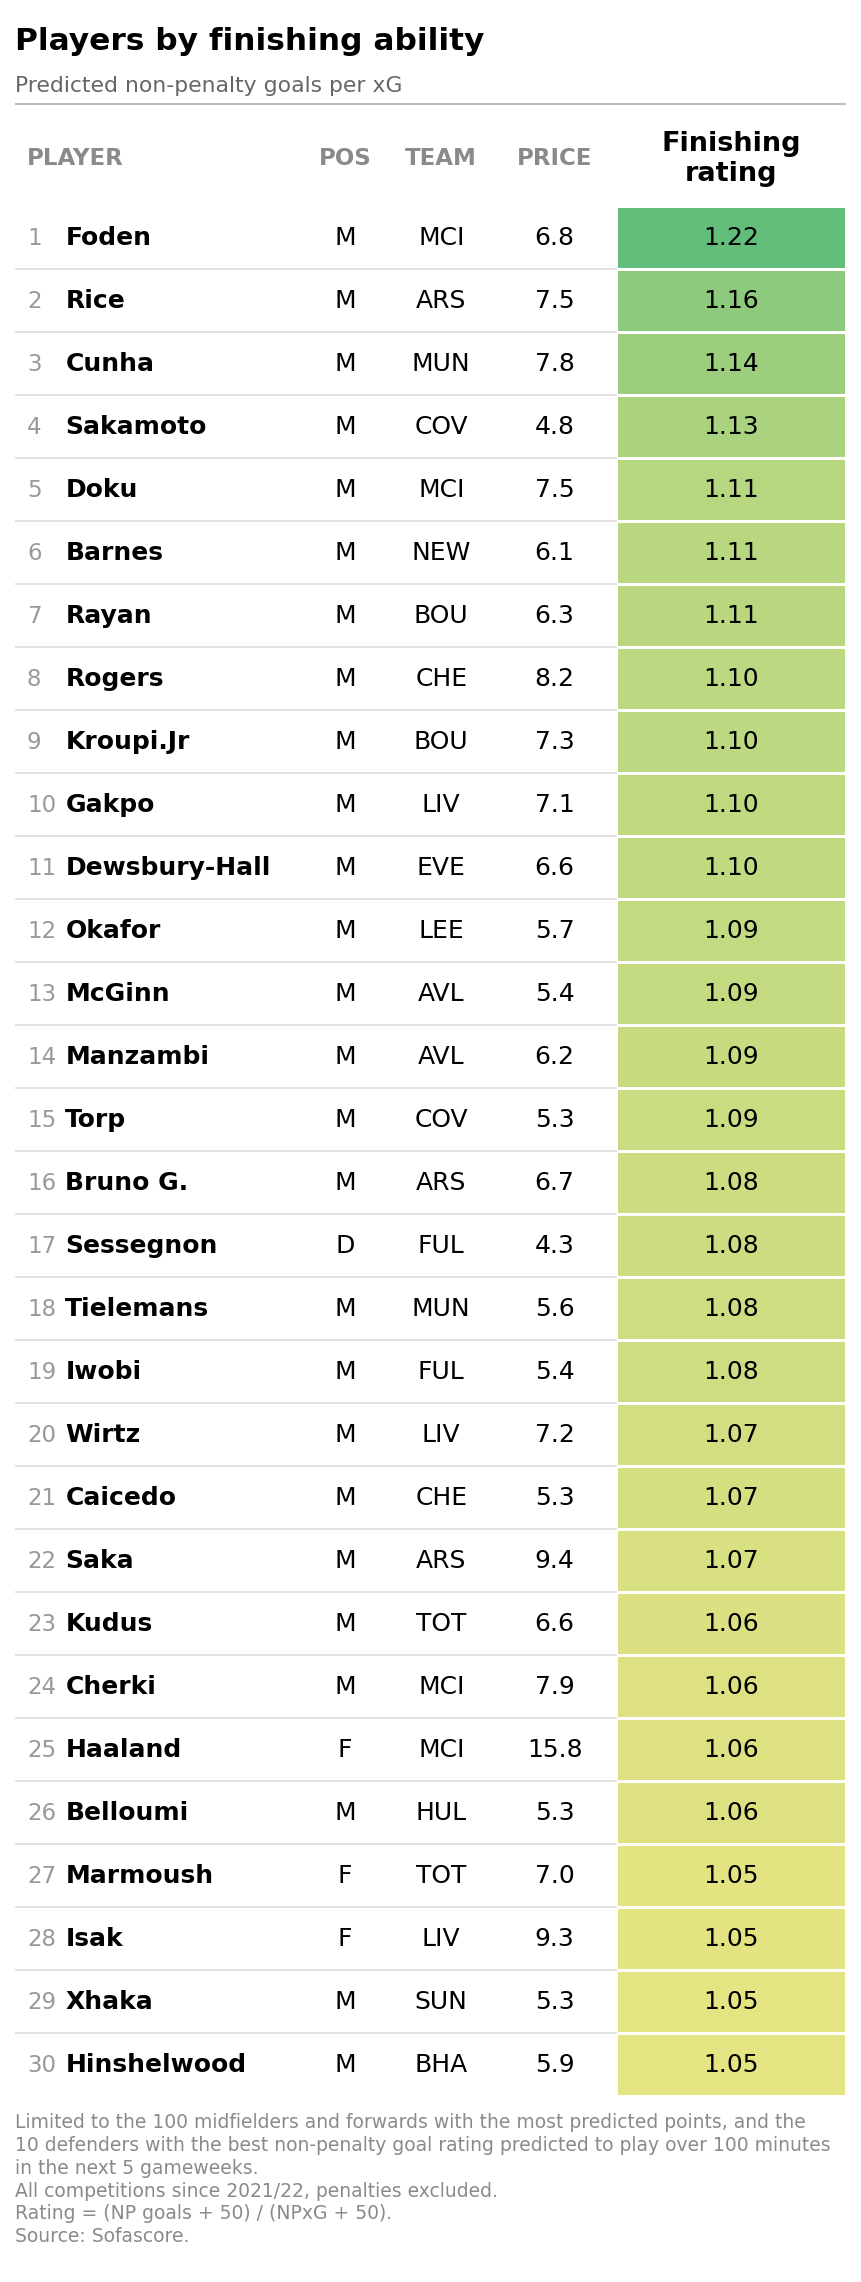 Players by finishing ability
Predicted non-penalty goals per xG
PLAYER POS TEAM PRICE Finishing rating
1 Foden M MCI 6.8 1.22
2 Rice M ARS 7.5 1.16
3 Cunha M MUN 7.8 1.14
4 Sakamoto M COV 4.8 1.13
5 Doku M MCI 7.5 1.11
6 Barnes M NEW 6.1 1.11
7 Rayan M BOU 6.3 1.11
8 Rogers M CHE 8.2 1.10
9 Kroupi.Jr M BOU 7.3 1.10
10 Gakpo M LIV 7.1 1.10
11 Dewsbury-Hall M EVE 6.6 1.10
12 Okafor M LEE 5.7 1.09
13 McGinn M AVL 5.4 1.09
14 Manzambi M AVL 6.2 1.09
15 Torp M COV 5.3 1.09
16 Bruno G. M ARS 6.7 1.08
17 Sessegnon D FUL 4.3 1.08
18 Tielemans M MUN 5.6 1.08
19 Iwobi M FUL 5.4 1.08
20 Wirtz M LIV 7.2 1.07
21 Caicedo M CHE 5.3 1.07
22 Saka M ARS 9.4 1.07
23 Kudus M TOT 6.6 1.06
24 Cherki M MCI 7.9 1.06
25 Haaland F MCI 15.8 1.06
26 Belloumi M HUL 5.3 1.06
27 Marmoush F TOT 7.0 1.05
28 Isak F LIV 9.3 1.05
29 Xhaka M SUN 5.3 1.05
30 Hinshelwood M BHA 5.9 1.05
Limited to the 100 midfielders and forwards with the most predicted points, and the
10 defenders with the best non-penalty goal rating predicted to play over 100 minutes
in the next 5 gameweeks.
All competitions since 2021/22, penalties excluded.
Rating = (NP goals + 50) / (NPxG + 50).
Source: Sofascore.